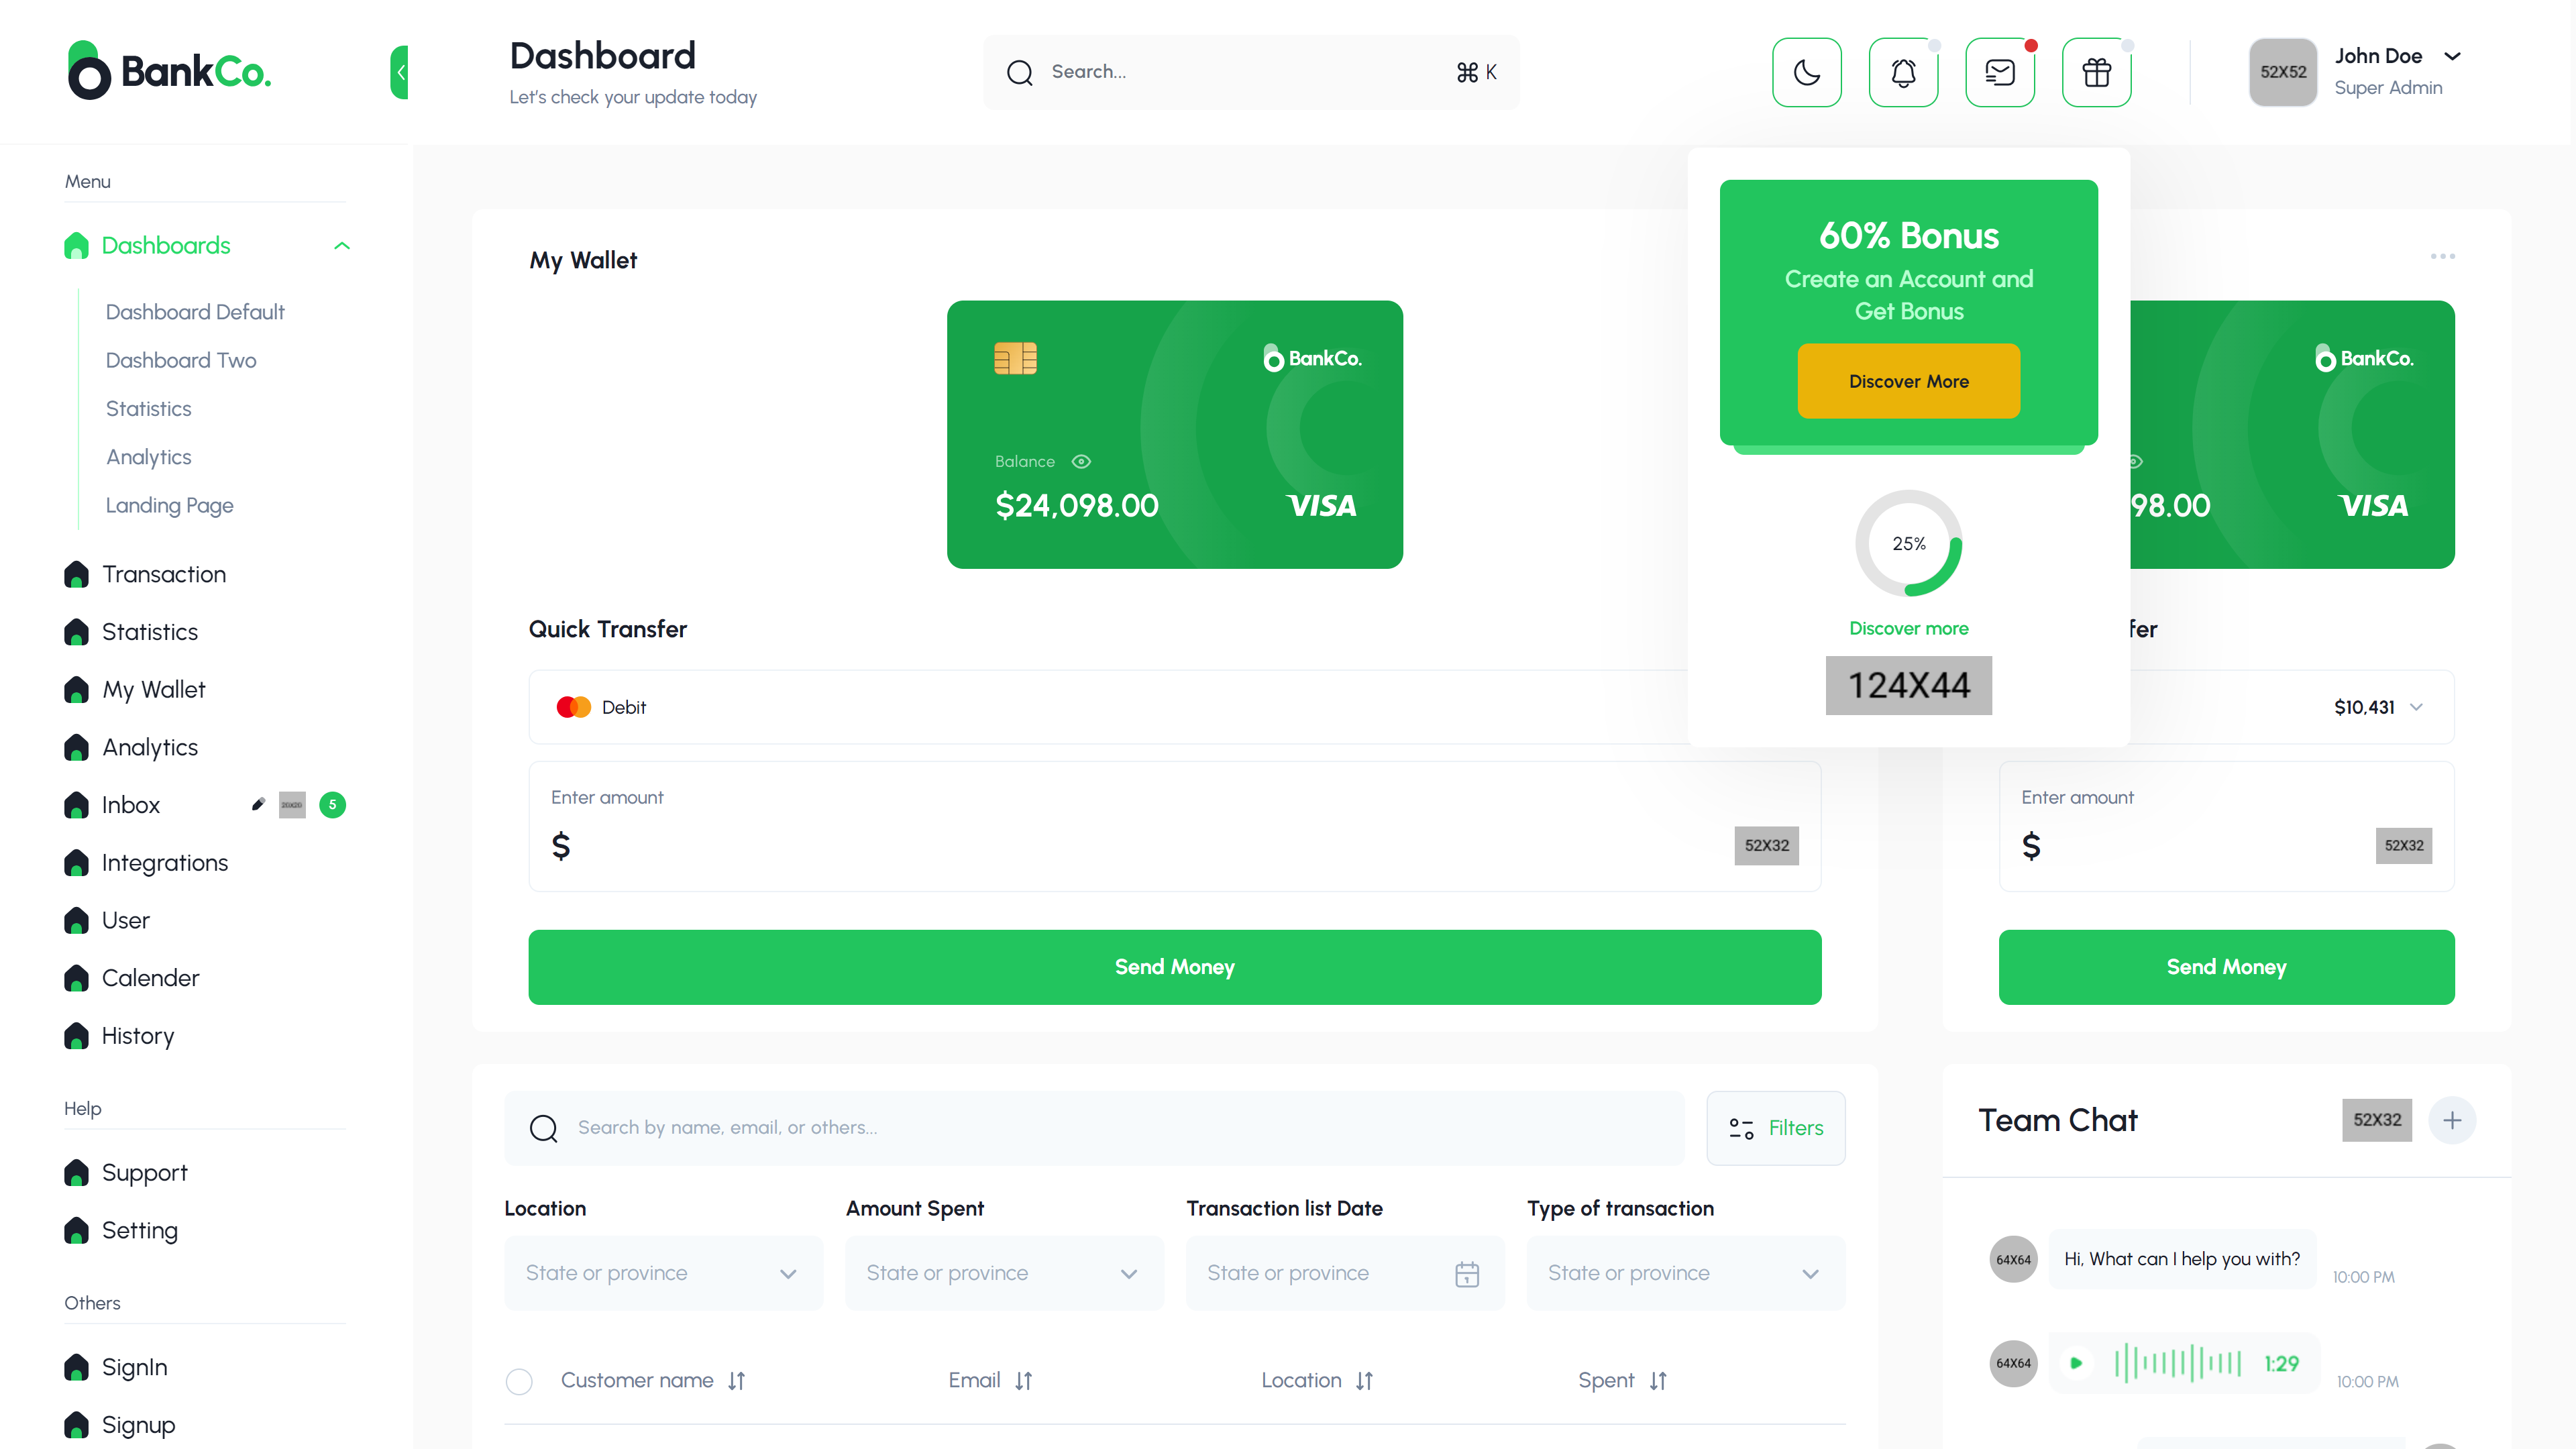 BankCo.
Dashboard
Let's check your update today
Search...
⌘ K
52X52
John Doe
Super Admin
Menu
Dashboards
Dashboard Default
Dashboard Two
Statistics
Analytics
Landing Page
Transaction
Statistics
My Wallet
Analytics
Inbox
5
Integrations
User
Calender
History
Help
Support
Setting
Others
SignIn
Signup
My Wallet
BankCo.
Balance
$24,098.00
VISA
Quick Transfer
Debit
Enter amount
$
52X32
Send Money
60% Bonus
Create an Account and
Get Bonus
Discover More
25%
Discover more
124X44
BankCo.
98.00
VISA
fer
$10,431
Enter amount
$
52X32
Send Money
Search by name, email, or others...
Filters
Location
Amount Spent
Transaction list Date
Type of transaction
State or province
State or province
State or province
State or province
Customer name
Email
Location
Spent
Team Chat
52X32
64X64
Hi, What can I help you with?
10:00 PM
64X64
1:29
10:00 PM